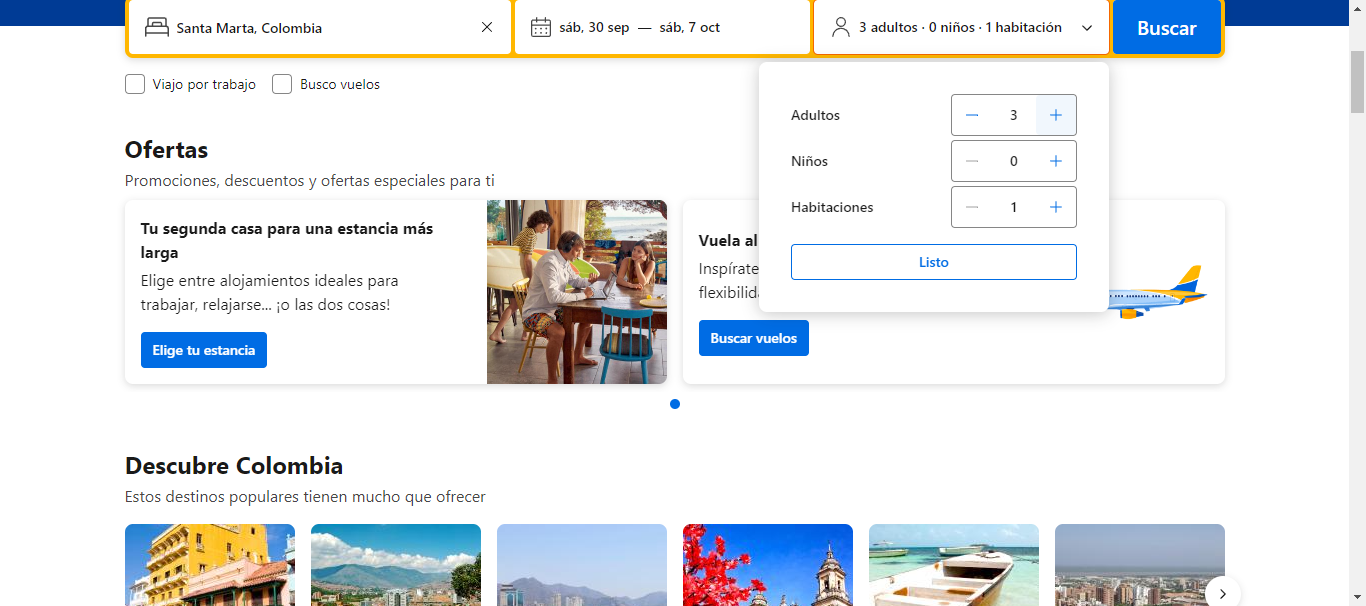 Santa Marta, Colombia
sáb, 30 sep — sáb, 7 oct
3 adultos · 0 niños · 1 habitación
Buscar
Viajo por trabajo
Busco vuelos
Adultos
3
Niños
0
Habitaciones
1
Listo
Ofertas
Promociones, descuentos y ofertas especiales para ti
Tu segunda casa para una estancia más
larga
Elige entre alojamientos ideales para
trabajar, relajarse... ¡o las dos cosas!
Elige tu estancia
Vuela al
Inspírate
Buscar vuelos
Descubre Colombia
Estos destinos populares tienen mucho que ofrecer